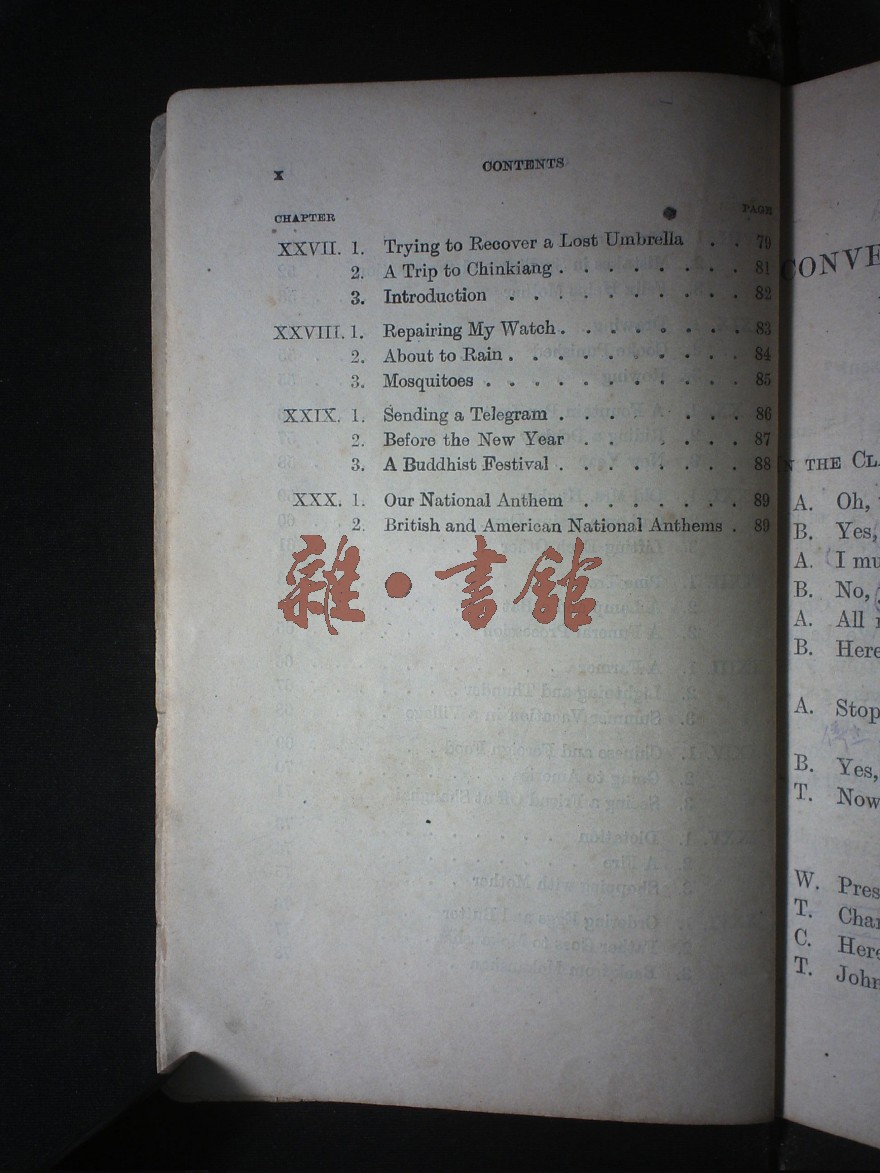 X CONTENTS
CHAPTER PAGE
XXVII. 1. Trying to Recover a Lost Umbrella . . 79
2. A Trip to Chinkiang . . . . . . . . 81
3. Introduction . . . . . . . . . . 82
XXVIII. 1. Repairing My Watch . . . . . . . . 83
2. About to Rain . . . . . . . . . . 84
3. Mosquitoes . . . . . . . . . . . 85
XXIX. 1. Sending a Telegram . . . . . . . . 86
2. Before the New Year . . . . . . . 87
3. A Buddhist Festival . . . . . . . . 88
XXX. 1. Our National Anthem . . . . . . . 89
2. British and American National Anthems . 89
雜・書館
CONVE
THE CL
A. Oh,
B. Yes,
A. I mu
B. No,
A. All
B. Here
A. Stop
B. Yes,
T. Now
W. Pres
T. Char
C. Here
T. John